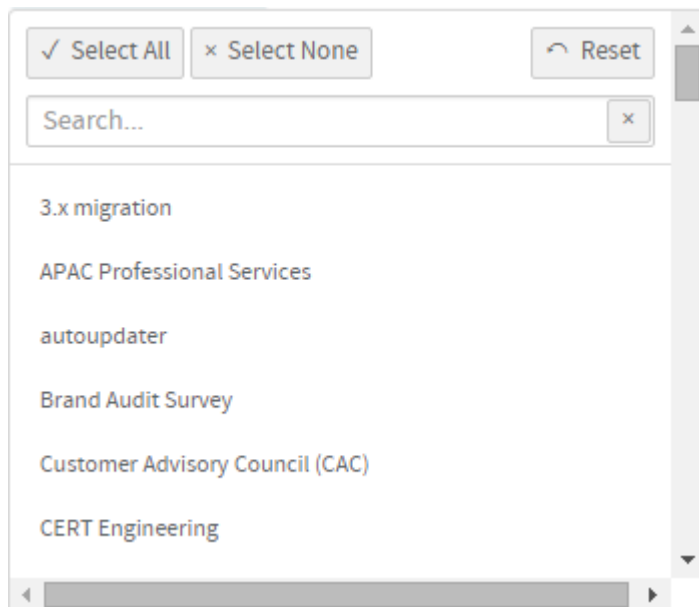 ✓ Select All × Select None Reset
Search... ×
3.x migration
APAC Professional Services
autoupdater
Brand Audit Survey
Customer Advisory Council (CAC)
CERT Engineering